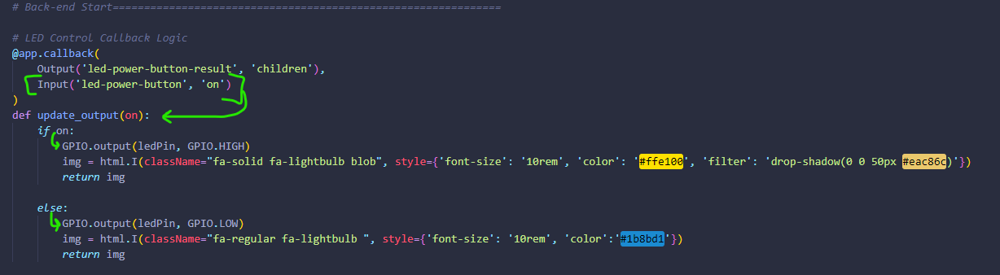 # Back-end Start==============================================================
# LED Control Callback Logic
@app.callback(
    Output('led-power-button-result', 'children'),
    Input('led-power-button', 'on')
)
def update_output(on):
    if on:
        GPIO.output(ledPin, GPIO.HIGH)
        img = html.I(className="fa-solid fa-lightbulb blob", style={'font-size': '10rem', 'color': '#ffe100', 'filter': 'drop-shadow(0 0 50px #eac86c)'})
        return img
    else:
        GPIO.output(ledPin, GPIO.LOW)
        img = html.I(className="fa-regular fa-lightbulb ", style={'font-size': '10rem', 'color':'#1b8bd1'})
        return img